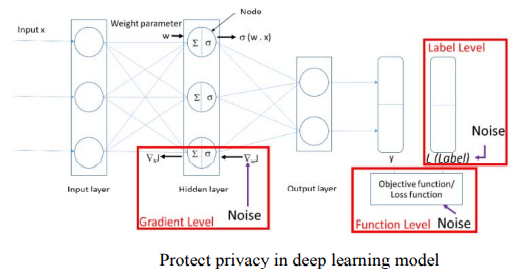 Node
Weight parameter
Input x
w
σ (w . x)
Σ σ
Σ σ
Σ σ
Label Level
Noise
y
L (Label)
Input layer
Hidden layer
Output layer
Objective function/
Loss function
Gradient Level
Noise
Function Level
Noise
Protect privacy in deep learning model